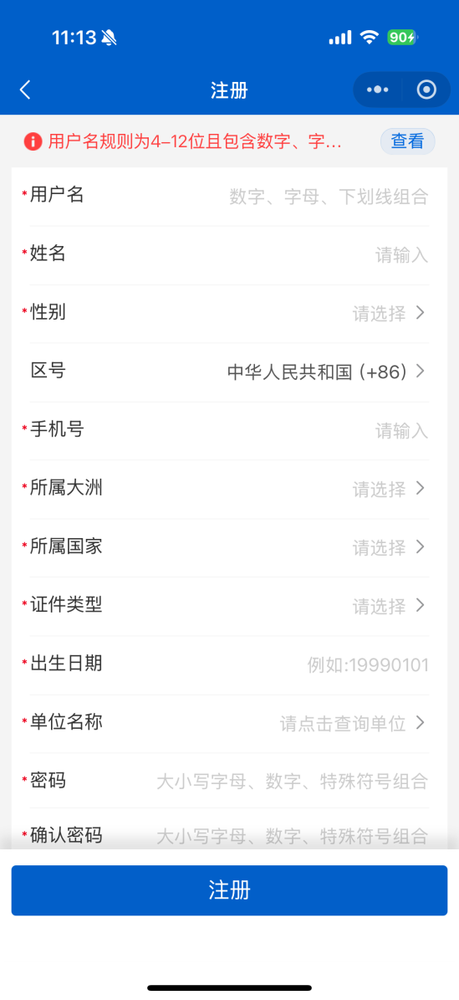 11:13
90
注册
用户名规则为4–12位且包含数字、字...
查看
*用户名 数字、字母、下划线组合
*姓名 请输入
*性别 请选择
区号 中华人民共和国 (+86)
*手机号 请输入
*所属大洲 请选择
*所属国家 请选择
*证件类型 请选择
*出生日期 例如:19990101
*单位名称 请点击查询单位
*密码 大小写字母、数字、特殊符号组合
*确认密码 大小写字母、数字、特殊符号组合
注册